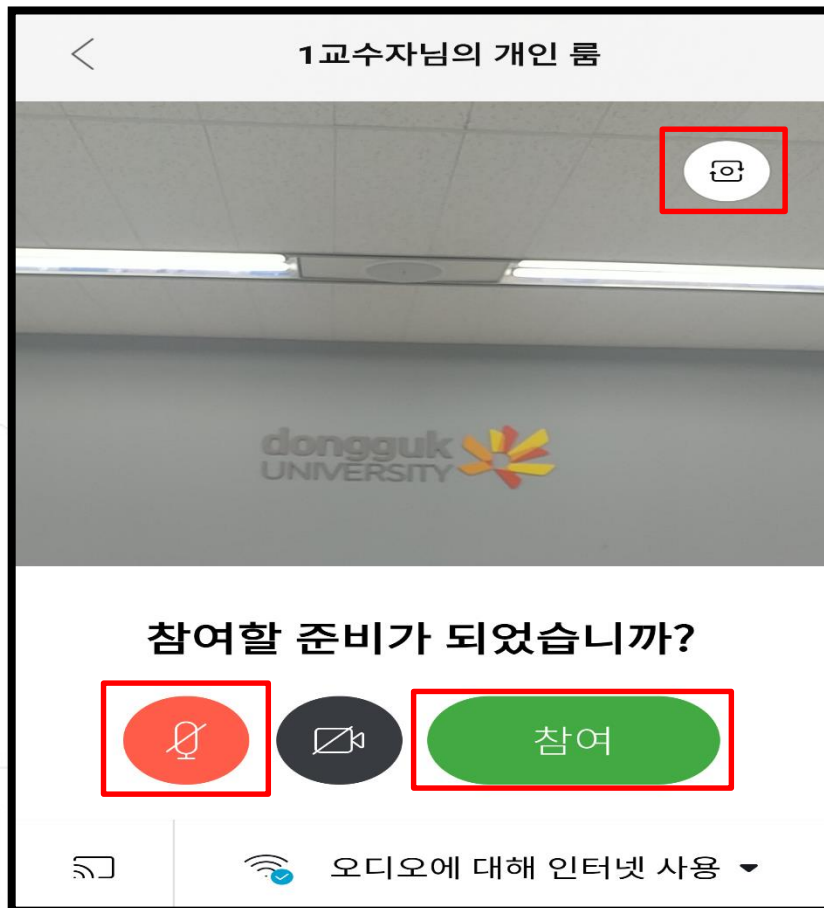 1교수자님의 개인 룸
dongguk
UNIVERSITY
참여할 준비가 되었습니까?
참여
오디오에 대해 인터넷 사용